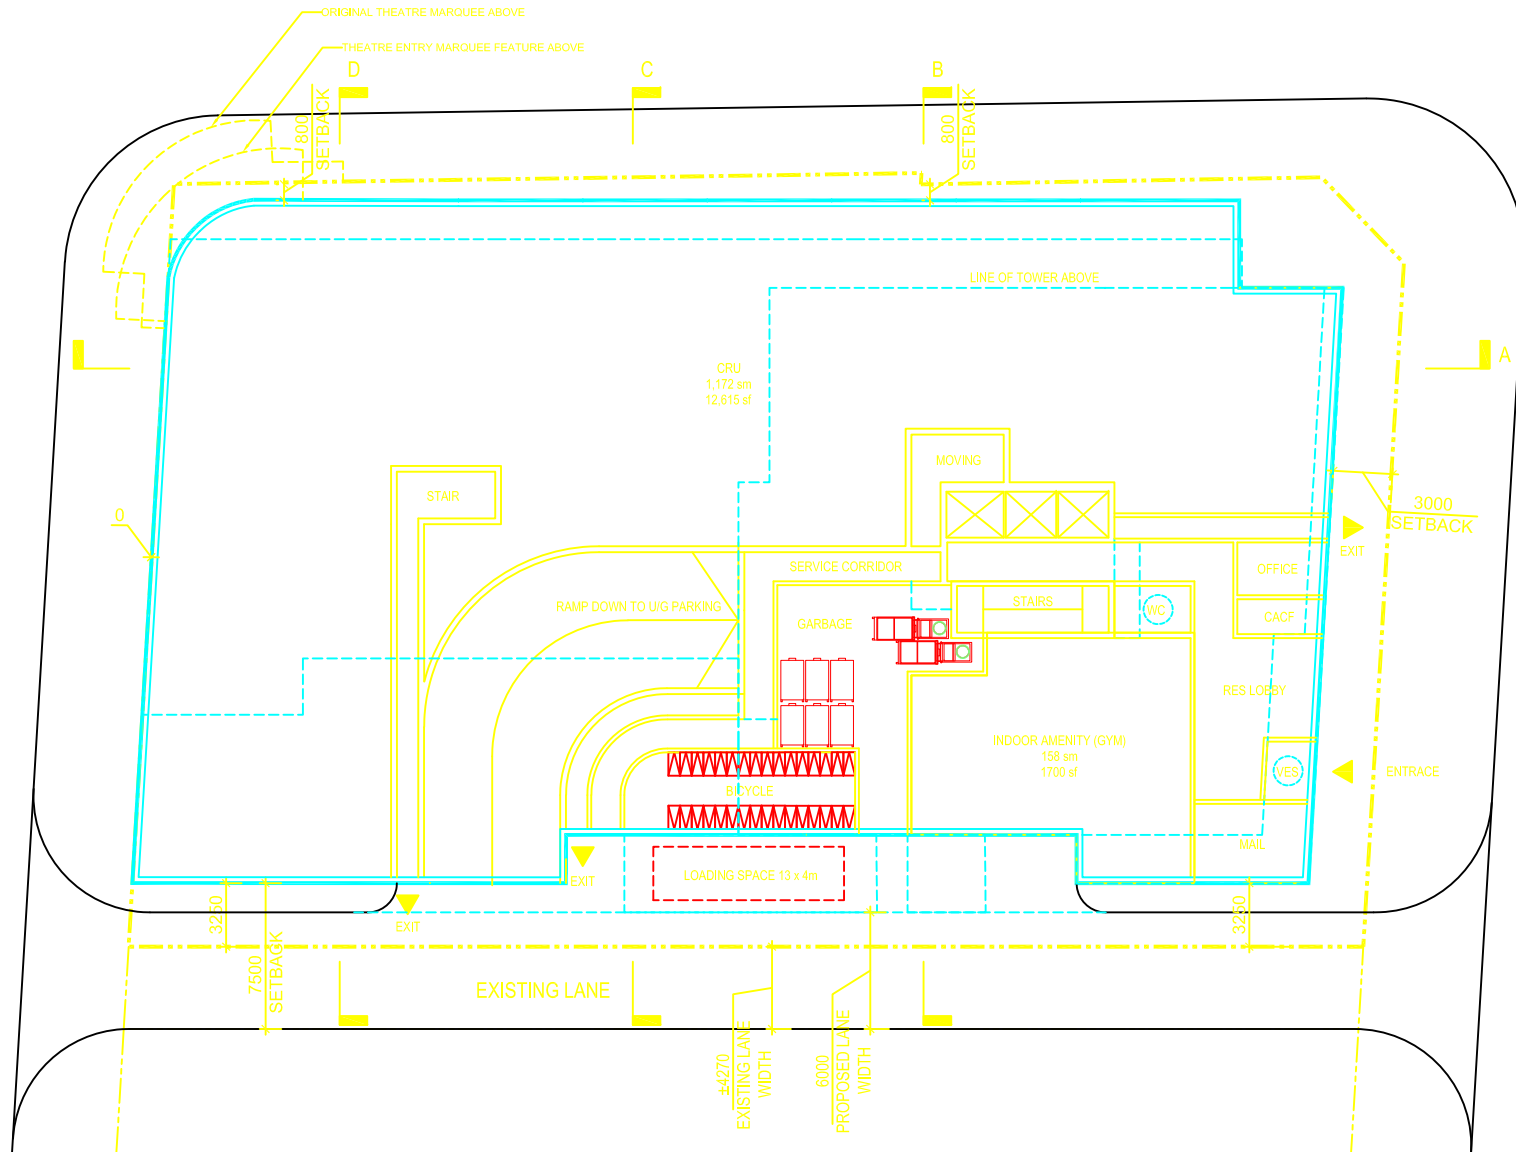 ORIGINAL THEATRE MARQUEE ABOVE
THEATRE ENTRY MARQUEE FEATURE ABOVE
D
C
B
800
SETBACK
800
SETBACK
LINE OF TOWER ABOVE
A
CRU
1,172 sm
12,615 sf
MOVING
STAIR
0
3000
SETBACK
EXIT
SERVICE CORRIDOR
OFFICE
RAMP DOWN TO U/G PARKING
STAIRS
WC
CACF
GARBAGE
RES LOBBY
INDOOR AMENITY (GYM)
158 sm
1700 sf
VES
ENTRACE
BICYCLE
MAIL
LOADING SPACE 13 x 4m
EXIT
EXIT
3250
3250
7500
SETBACK
EXISTING LANE
±4270
EXISTING LANE
WIDTH
6000
PROPOSED LANE
WIDTH